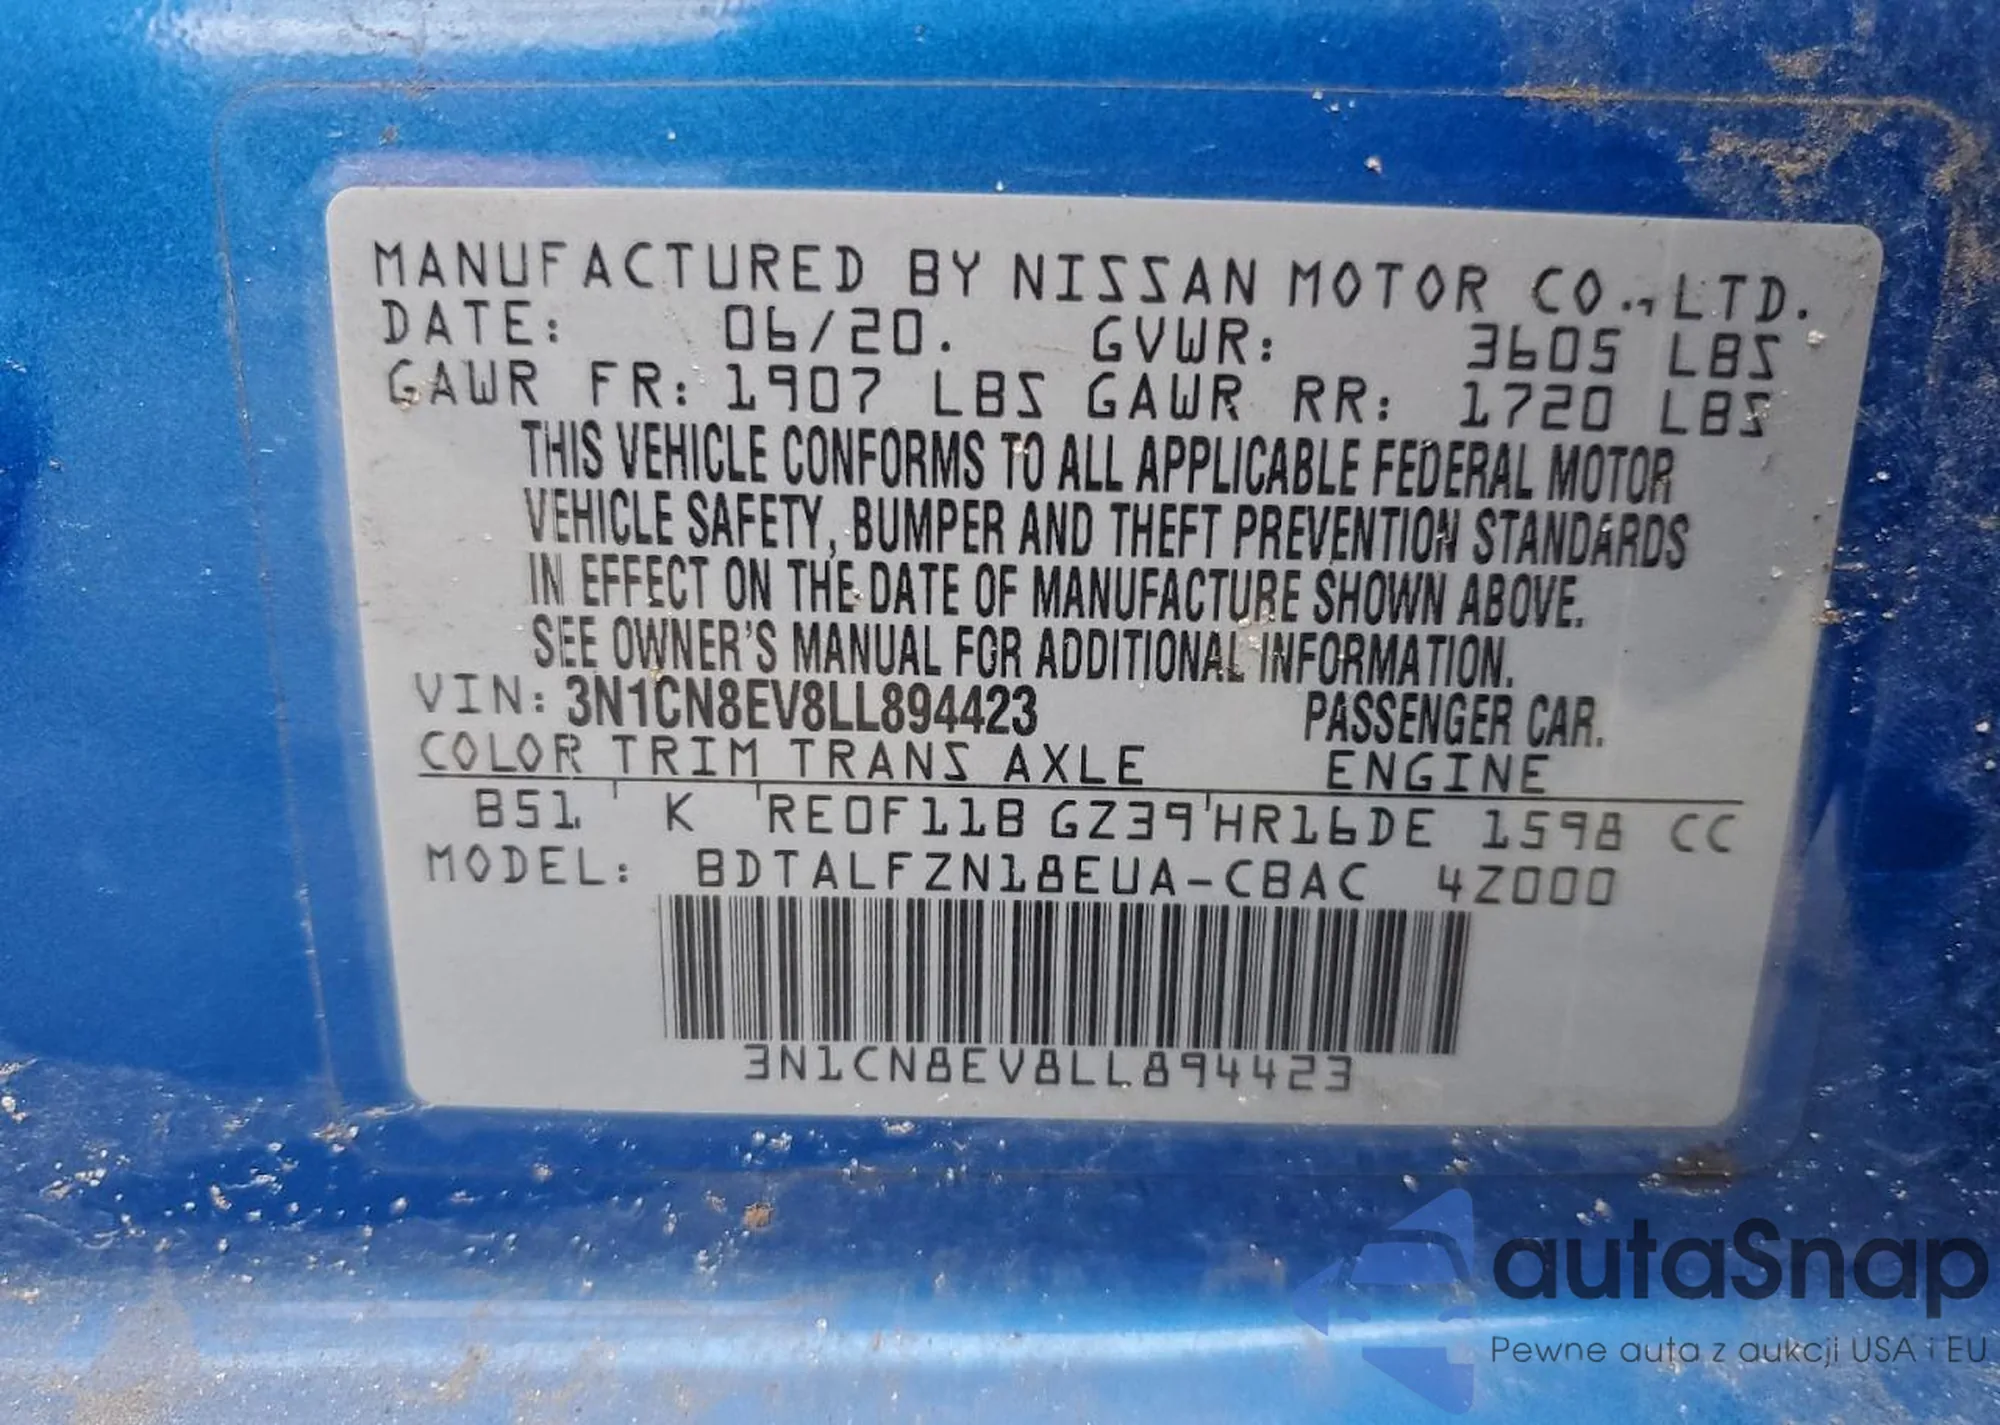 MANUFACTURED BY NISSAN MOTOR CO., LTD.
DATE: 06/20. GVWR: 3605 LBS
GAWR FR: 1907 LBS GAWR RR: 1720 LBS
THIS VEHICLE CONFORMS TO ALL APPLICABLE FEDERAL MOTOR
VEHICLE SAFETY, BUMPER AND THEFT PREVENTION STANDARDS
IN EFFECT ON THE DATE OF MANUFACTURE SHOWN ABOVE.
SEE OWNER'S MANUAL FOR ADDITIONAL INFORMATION.
VIN: 3N1CN8EV8LL894423 PASSENGER CAR.
COLOR TRIM TRANS AXLE ENGINE
B51 K RE0F11B GZ39 HR16DE 1598 CC
MODEL: BDTALFZN18EUA-CBAC 4Z000
3N1CN8EV8LL894423
autaSnap
Pewne auta z aukcji USA i EU